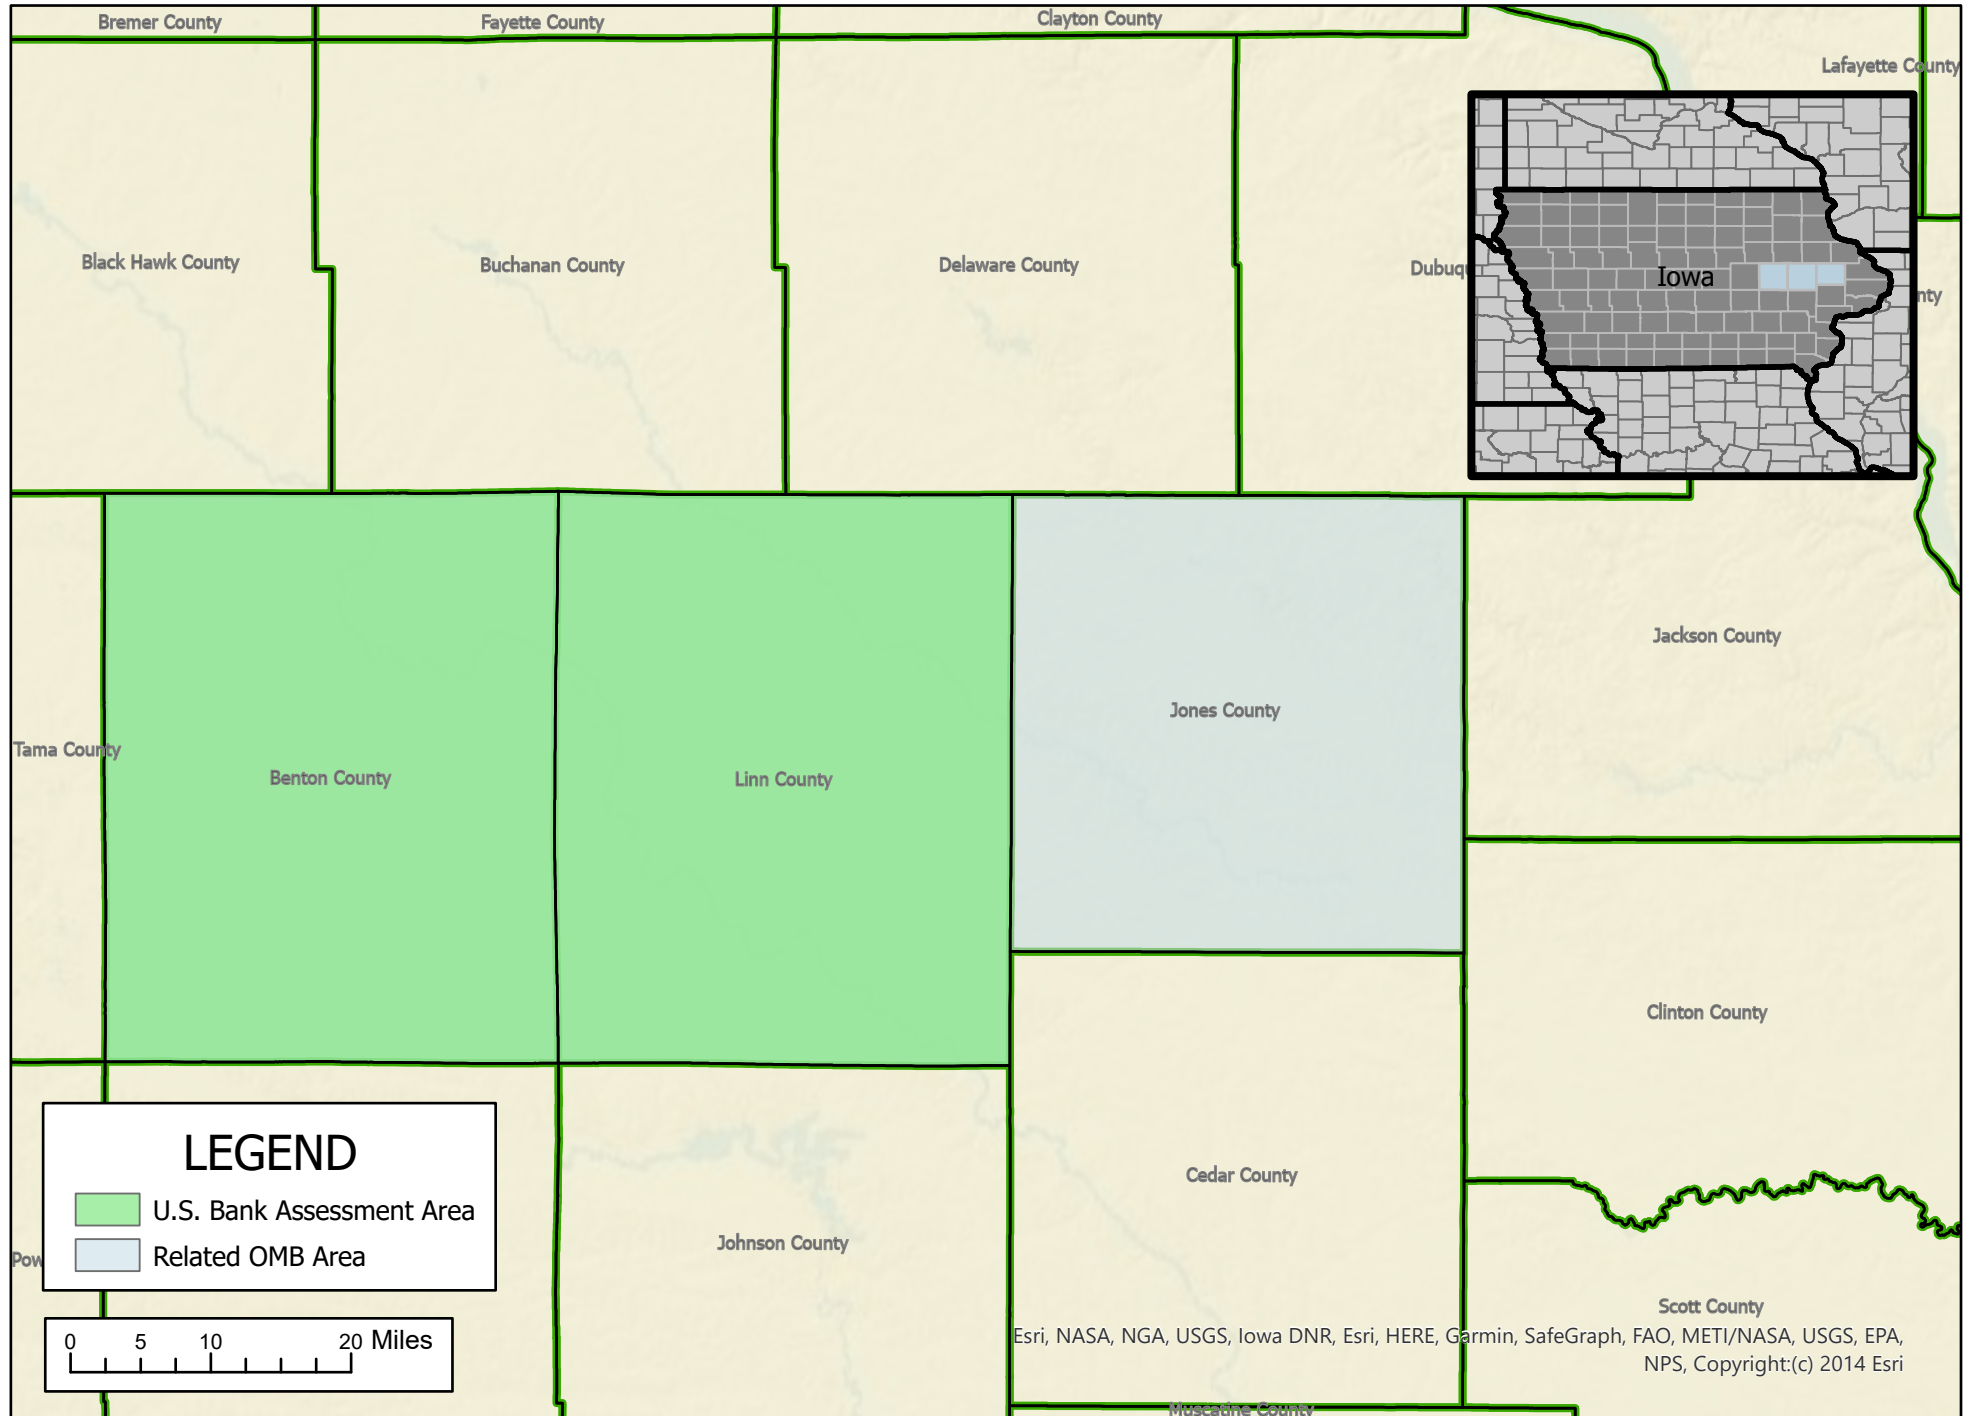 Bremer County
Fayette County
Clayton County
Lafayette County
Black Hawk County
Buchanan County
Delaware County
Dubuqu
nty
Iowa
Jackson County
Jones County
Tama County
Benton County
Linn County
Clinton County
Cedar County
Johnson County
Pow
Scott County
Muscatine County
LEGEND
U.S. Bank Assessment Area
Related OMB Area
0 5 10 20 Miles
Esri, NASA, NGA, USGS, Iowa DNR, Esri, HERE, Garmin, SafeGraph, FAO, METI/NASA, USGS, EPA,
NPS, Copyright:(c) 2014 Esri